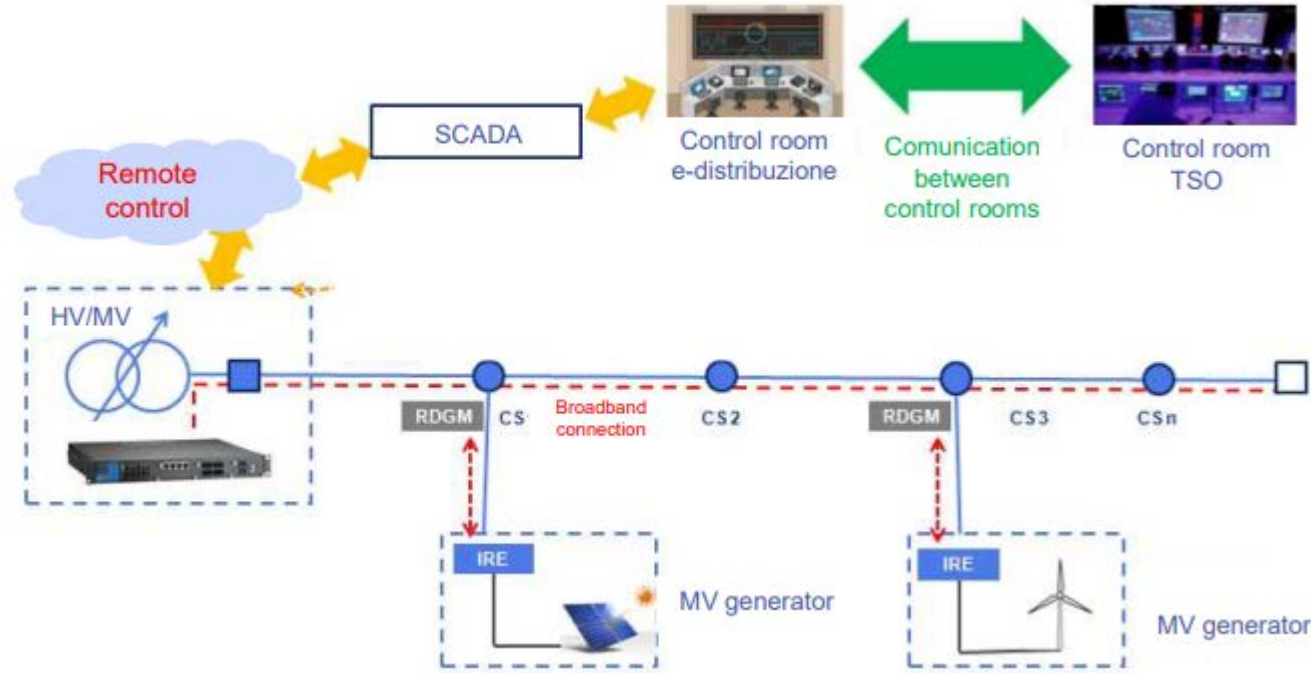 SCADA
Control room
e-distribuzione
Comunication
between
control rooms
Control room
TSO
Remote
control
HV/MV
RDGM
CS
Broadband
connection
CS2
RDGM
CS3
CSn
IRE
MV generator
IRE
MV generator